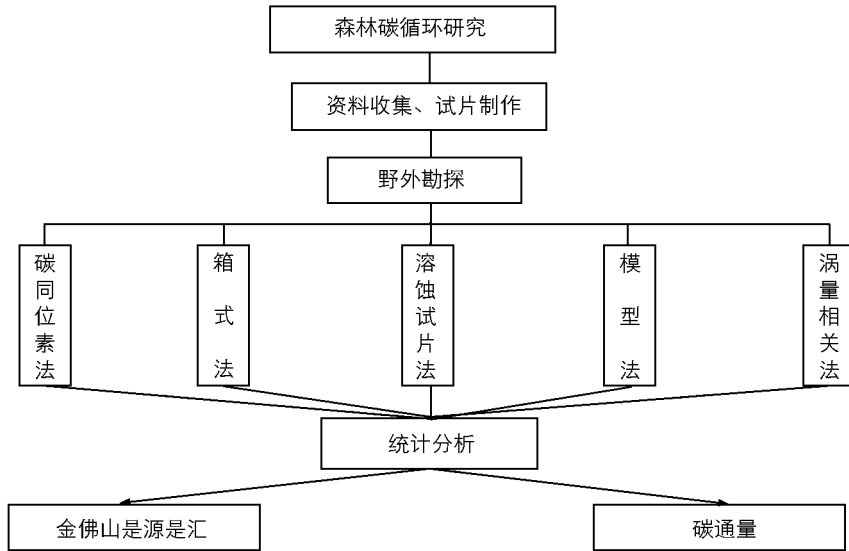 森林碳循环研究
资料收集、试片制作
野外勘探
碳同位素法
箱式法
溶蚀试片法
模型法
涡量相关法
统计分析
金佛山是源是汇
碳通量